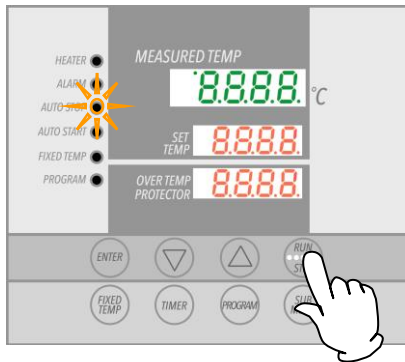 HEATER
MEASURED TEMP
ALARM
8.8.8.8. °C
AUTO STOP
AUTO START
SET
TEMP
8.8.8.8.
FIXED TEMP
PROGRAM
OVER TEMP
PROTECTOR
8.8.8.8.
ENTER
RUN
FIXED
TEMP
TIMER
PROGRAM
SUB